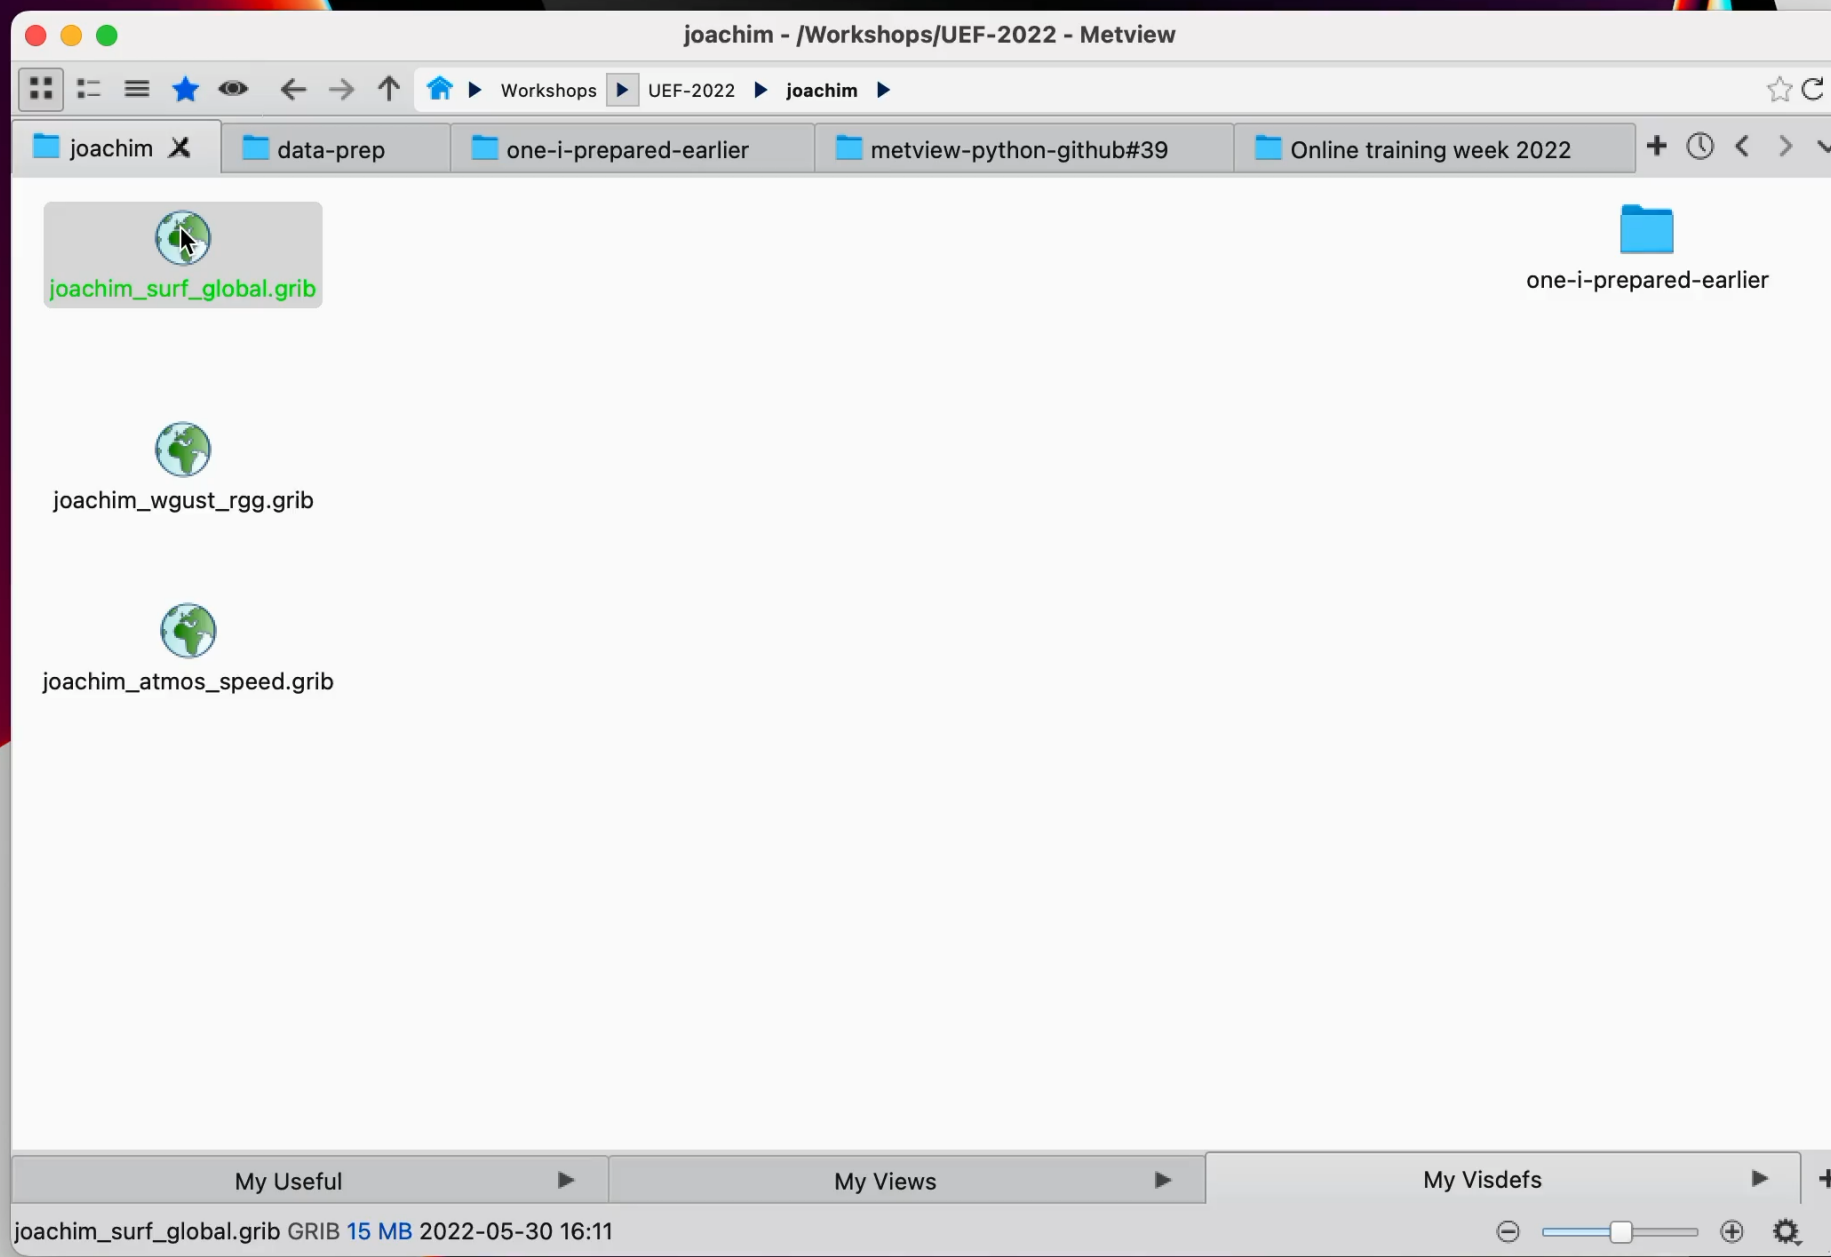 joachim - /Workshops/UEF-2022 - Metview
Workshops UEF-2022 joachim
joachim data-prep one-i-prepared-earlier metview-python-github#39 Online training week 2022
joachim_surf_global.grib
one-i-prepared-earlier
joachim_wgust_rgg.grib
joachim_atmos_speed.grib
My Useful My Views My Visdefs
joachim_surf_global.grib GRIB 15 MB 2022-05-30 16:11